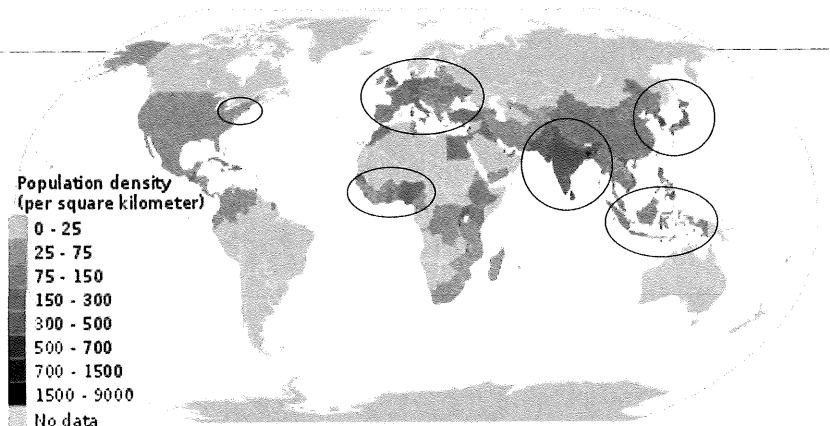 Population density
(per square kilometer)
0 - 25
25 - 75
75 - 150
150 - 300
300 - 500
500 - 700
700 - 1500
1500 - 9000
No data